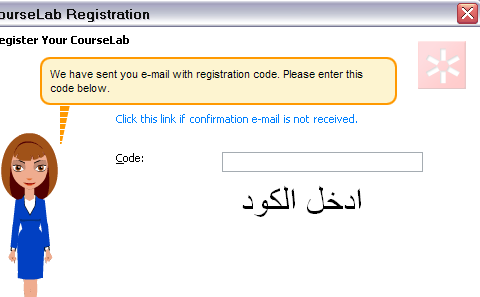 ourseLab Registration
egister Your CourseLab
We have sent you e-mail with registration code. Please enter this
code below.
Click this link if confirmation e-mail is not received.
Code:
ادخل الكود